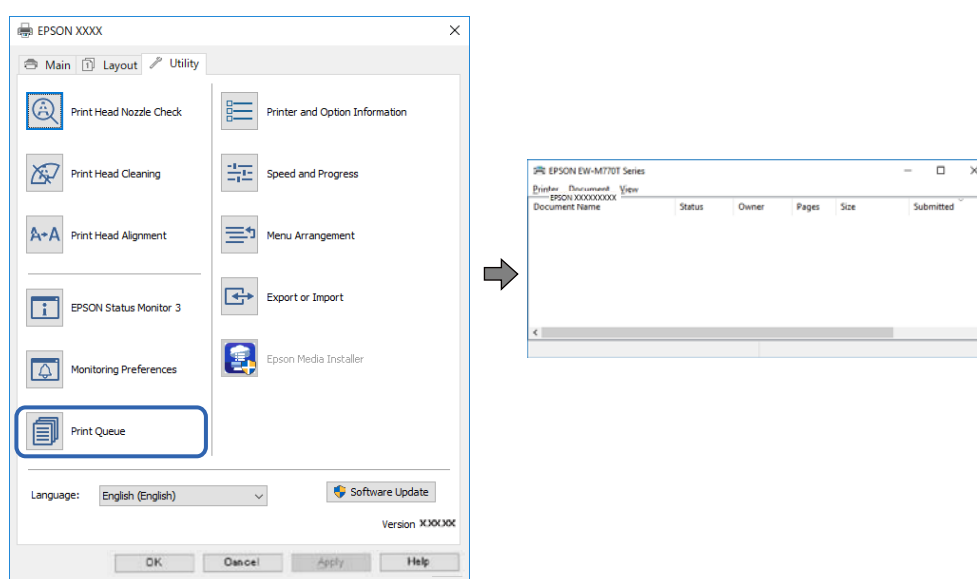 EPSON XXXX
Main
Layout
Utility
Print Head Nozzle Check
Print Head Cleaning
Print Head Alignment
EPSON Status Monitor 3
Monitoring Preferences
Print Queue
Printer and Option Information
Speed and Progress
Menu Arrangement
Export or Import
Epson Media Installer
Language: English (English)
Software Update
Version X.XX.XX
OK Cancel Apply Help
EPSON EW-M770T Series
Printer Document View
EPSON XXXXXXXXX
Document Name Status Owner Pages Size Submitted